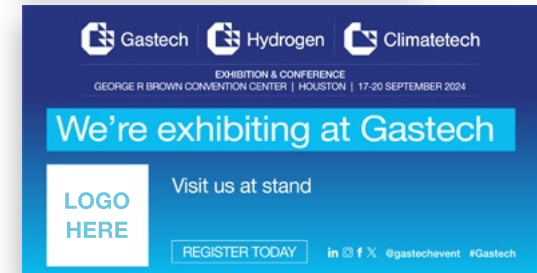 Gastech Hydrogen Climatetech
EXHIBITION & CONFERENCE
GEORGE R BROWN CONVENTION CENTER | HOUSTON | 17-20 SEPTEMBER 2024
We're exhibiting at Gastech
LOGO
HERE
Visit us at stand
REGISTER TODAY
@gastechevent #Gastech